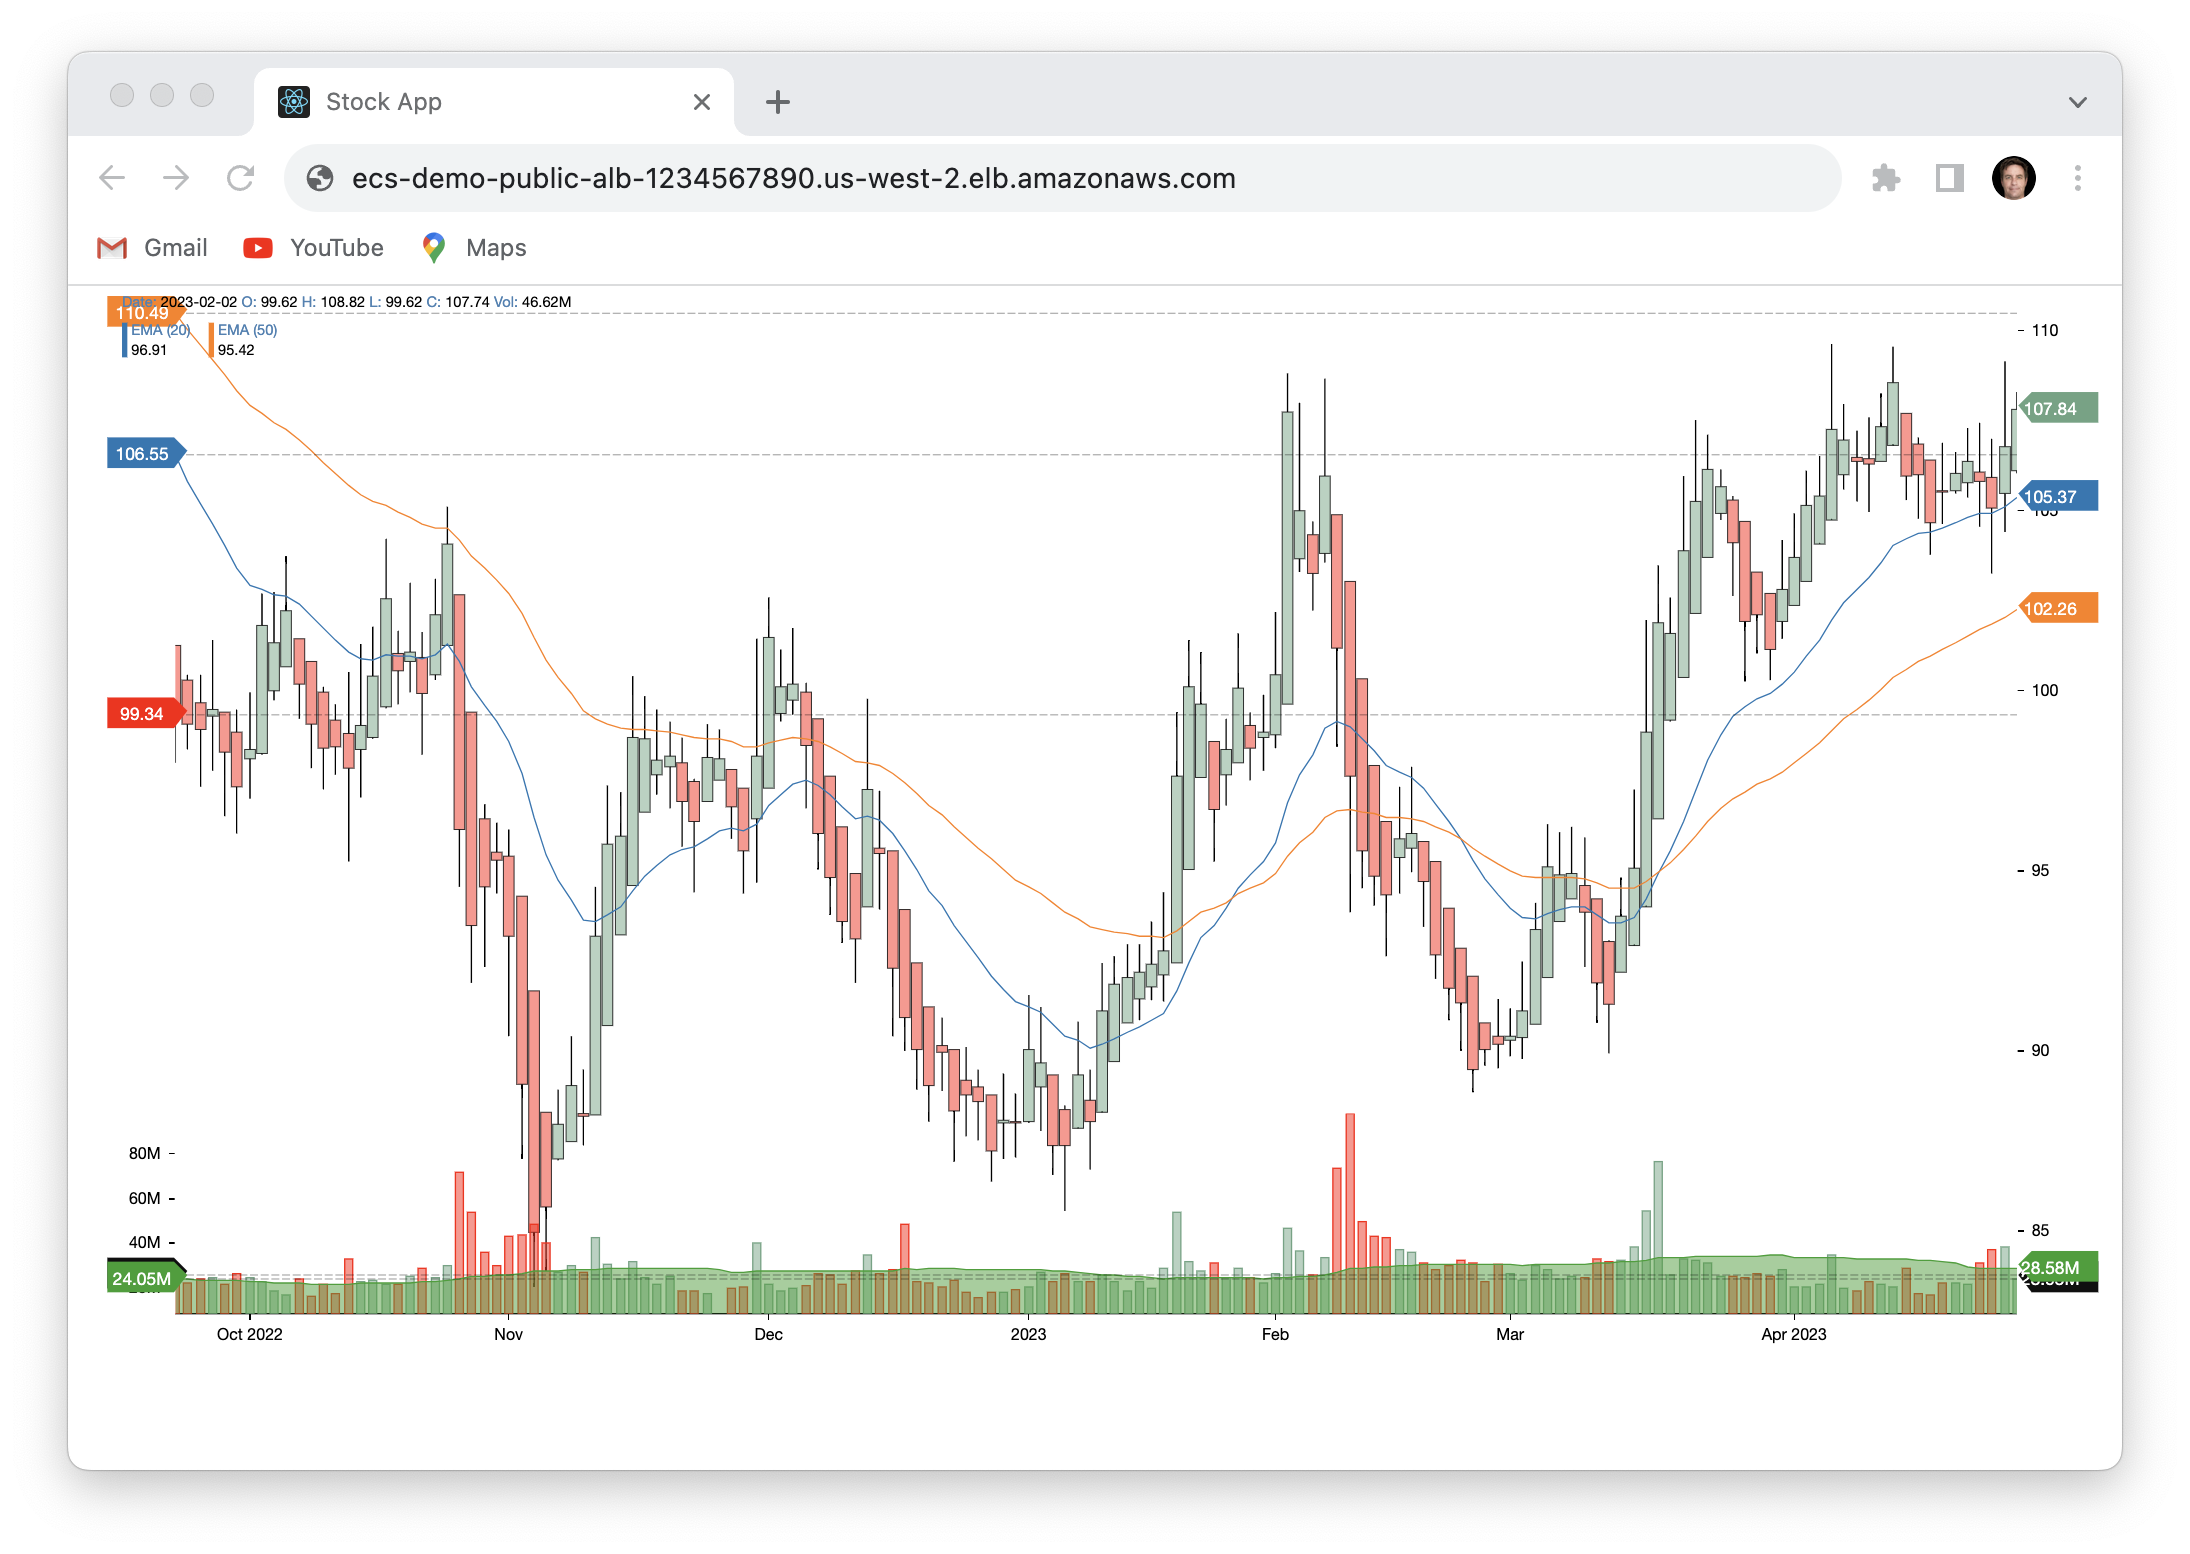 Stock App
ecs-demo-public-alb-1234567890.us-west-2.elb.amazonaws.com
Gmail YouTube Maps
Date: 2023-02-02 O: 99.62 H: 108.82 L: 99.62 C: 107.74 Vol: 46.62M
110.49
EMA (20) EMA (50)
96.91 95.42
110
107.84
106.55
105.37
105
102.26
100
99.34
95
90
80M
60M
85
40M
28.58M
24.05M
Oct 2022 Nov Dec 2023 Feb Mar Apr 2023